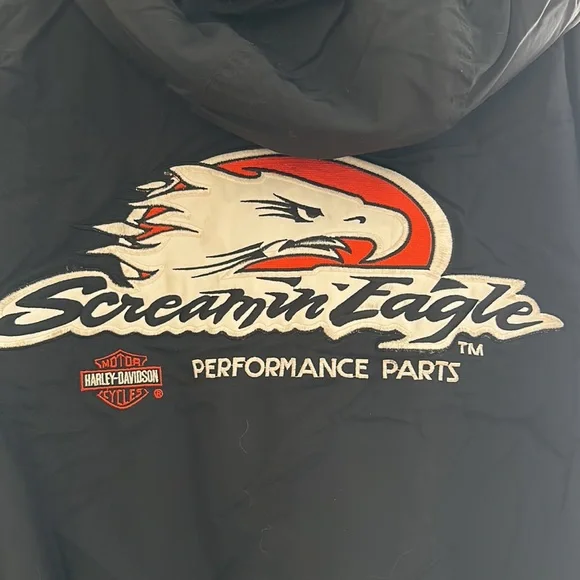 Screamin' Eagle
TM
PERFORMANCE PARTS
MOTOR
HARLEY-DAVIDSON
CYCLES
®